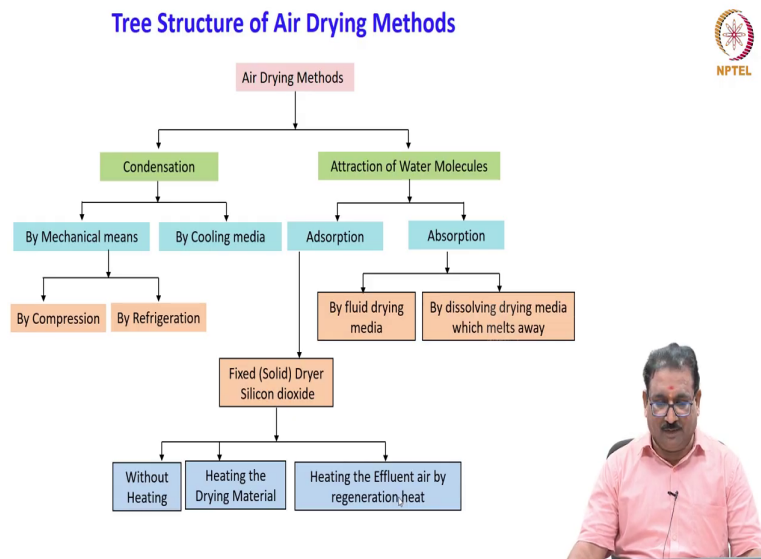 Tree Structure of Air Drying Methods
NPTEL
Air Drying Methods
Condensation
Attraction of Water Molecules
By Mechanical means
By Cooling media
Adsorption
Absorption
By Compression
By Refrigeration
By fluid drying
media
By dissolving drying media
which melts away
Fixed (Solid) Dryer
Silicon dioxide
Without
Heating
Heating the
Drying Material
Heating the Effluent air by
regeneration heat